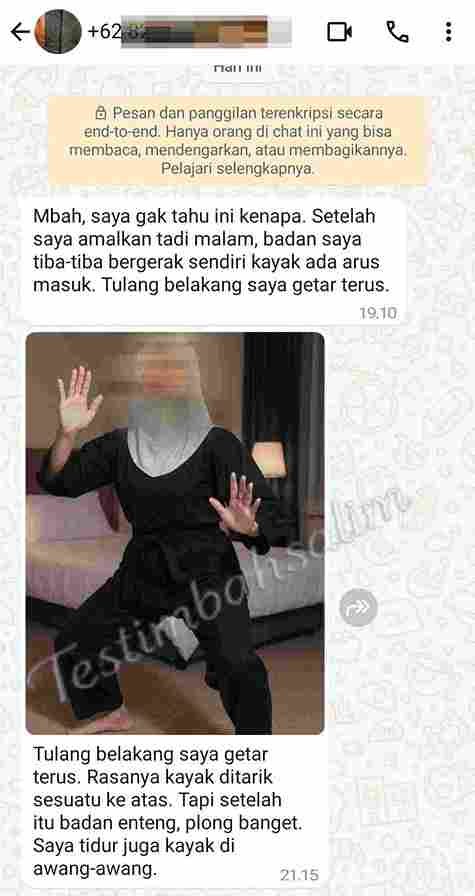 +62
Hari ini
Pesan dan panggilan terenkripsi secara
end-to-end. Hanya orang di chat ini yang bisa
membaca, mendengarkan, atau membagikannya.
Pelajari selengkapnya.
Mbah, saya gak tahu ini kenapa. Setelah
saya amalkan tadi malam, badan saya
tiba-tiba bergerak sendiri kayak ada arus
masuk. Tulang belakang saya getar terus.
19.10
Testimbahsalim
Tulang belakang saya getar
terus. Rasanya kayak ditarik
sesuatu ke atas. Tapi setelah
itu badan enteng, plong banget.
Saya tidur juga kayak di
awang-awang.
21.15